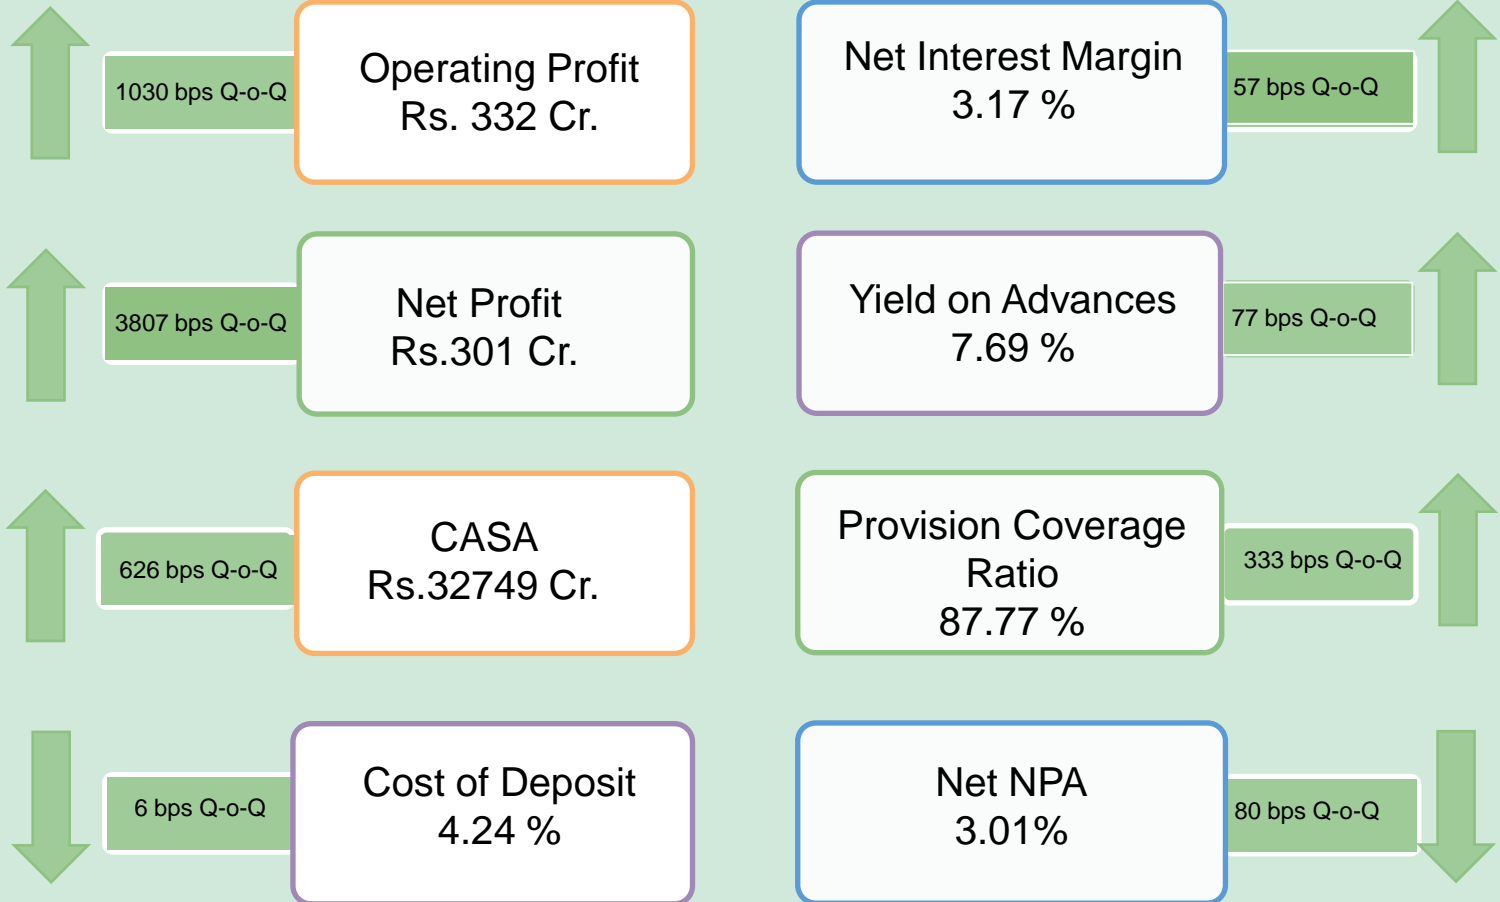 1030 bps Q-o-Q
Operating Profit
Rs. 332 Cr.
Net Interest Margin
3.17 %
57 bps Q-o-Q
3807 bps Q-o-Q
Net Profit
Rs.301 Cr.
Yield on Advances
7.69 %
77 bps Q-o-Q
626 bps Q-o-Q
CASA
Rs.32749 Cr.
Provision Coverage
Ratio
87.77 %
333 bps Q-o-Q
6 bps Q-o-Q
Cost of Deposit
4.24 %
Net NPA
3.01%
80 bps Q-o-Q